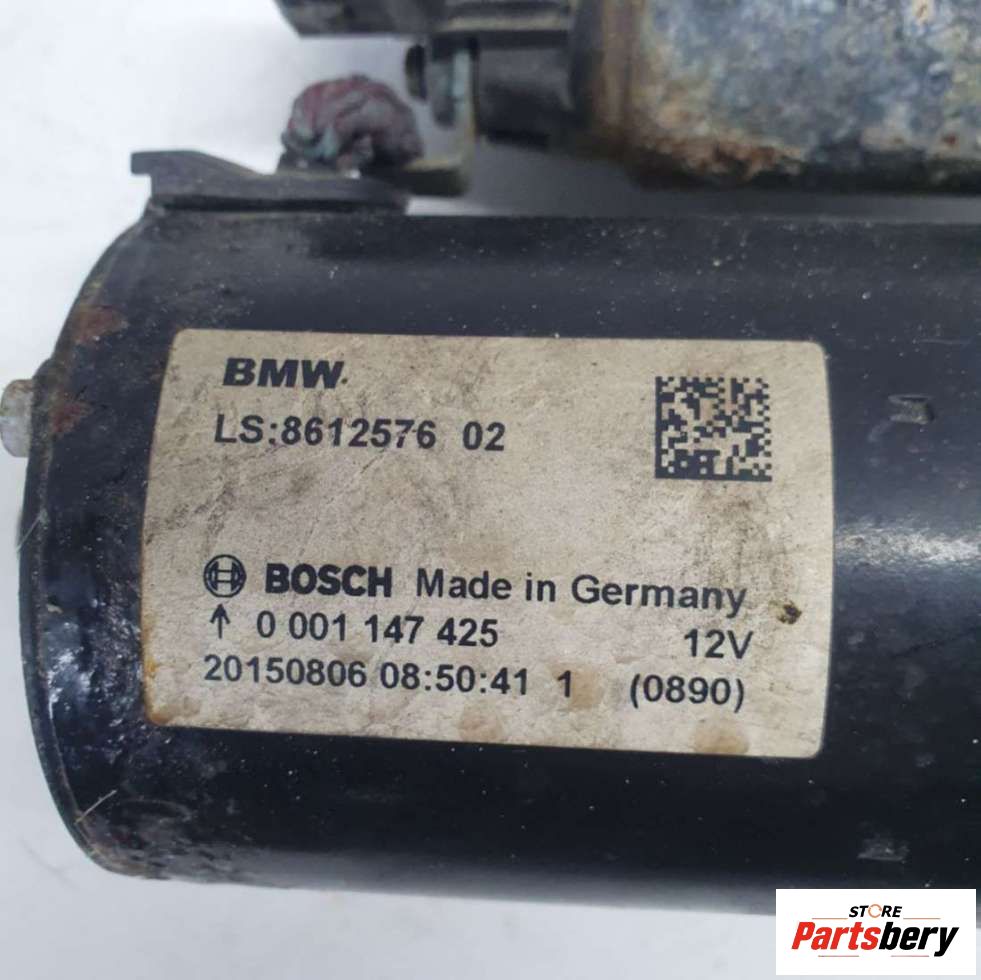 BMW
LS:8612576 02
BOSCH Made in Germany
↑ 0 001 147 425 12V
20150806 08:50:41 1 (0890)
STORE
Partsbery